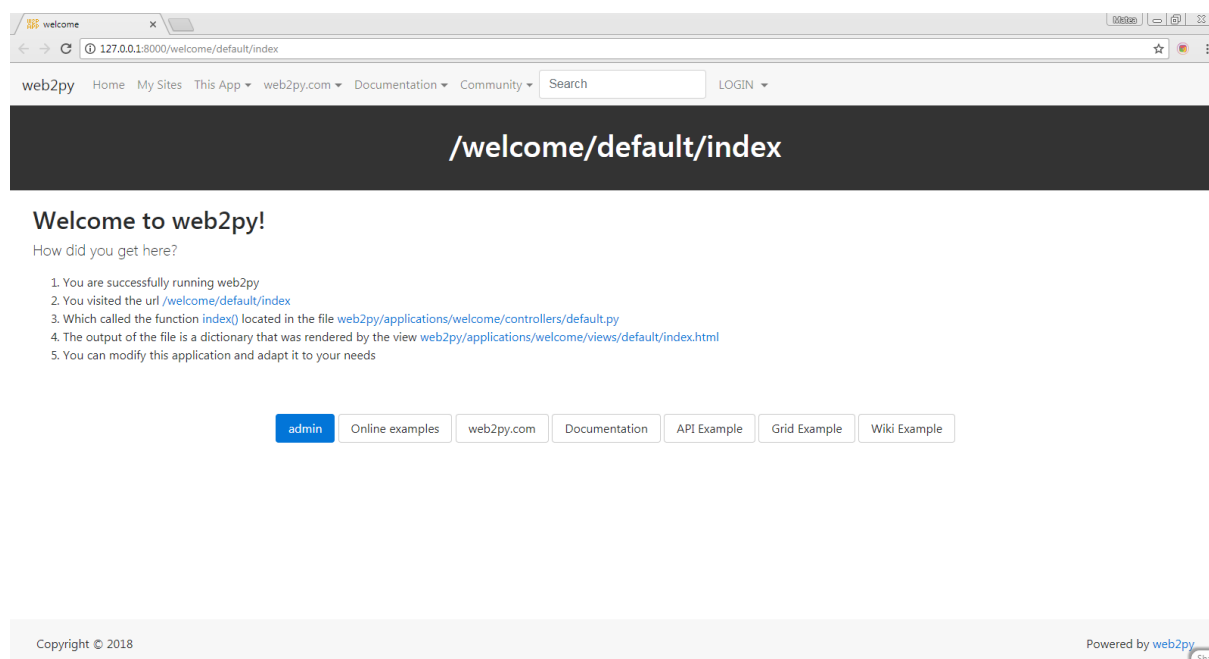 welcome
Matea
127.0.0.1:8000/welcome/default/index
web2py Home My Sites This App web2py.com Documentation Community Search LOGIN
/welcome/default/index
Welcome to web2py!
How did you get here?
1. You are successfully running web2py
2. You visited the url /welcome/default/index
3. Which called the function index() located in the file web2py/applications/welcome/controllers/default.py
4. The output of the file is a dictionary that was rendered by the view web2py/applications/welcome/views/default/index.html
5. You can modify this application and adapt it to your needs
admin Online examples web2py.com Documentation API Example Grid Example Wiki Example
Copyright © 2018 Powered by web2py